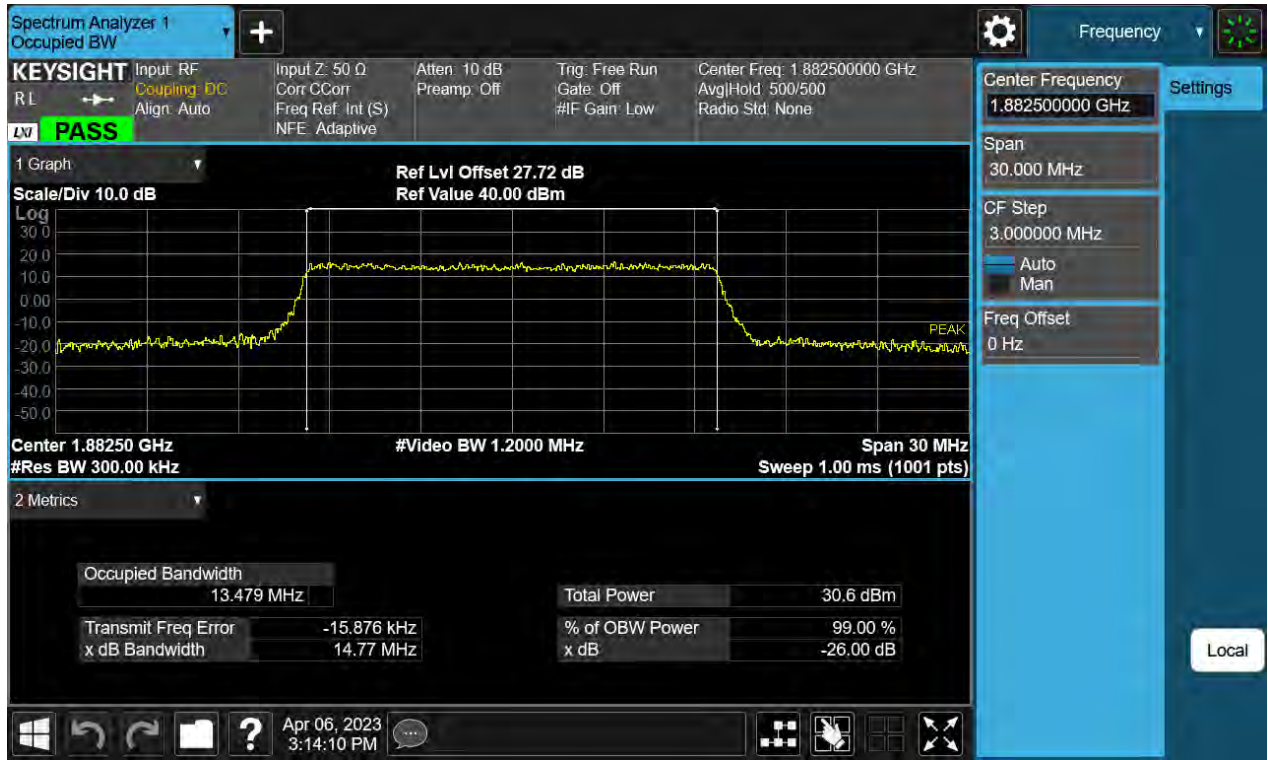 Spectrum Analyzer 1
Occupied BW
Frequency
KEYSIGHT
RL
LXI
PASS
Input: RF
Coupling: DC
Align: Auto
Input Z: 50 Ω
Corr CCorr
Freq Ref: Int (S)
NFE: Adaptive
Atten: 10 dB
Preamp: Off
Trig: Free Run
Gate: Off
#IF Gain: Low
Center Freq: 1.882500000 GHz
Avg|Hold: 500/500
Radio Std: None
Center Frequency
1.882500000 GHz
Settings
Span
30.000 MHz
CF Step
3.000000 MHz
Auto
Man
Freq Offset
0 Hz
Local
1 Graph
Ref Lvl Offset 27.72 dB
Scale/Div 10.0 dB
Ref Value 40.00 dBm
Log
30.0
20.0
10.0
0.00
-10.0
-20.0
-30.0
-40.0
-50.0
PEAK
Center 1.88250 GHz
#Video BW 1.2000 MHz
Span 30 MHz
#Res BW 300.00 kHz
Sweep 1.00 ms (1001 pts)
2 Metrics
Occupied Bandwidth
13.479 MHz
Total Power 30.6 dBm
Transmit Freq Error -15.876 kHz
% of OBW Power 99.00 %
x dB Bandwidth 14.77 MHz
x dB -26.00 dB
?
Apr 06, 2023
3:14:10 PM